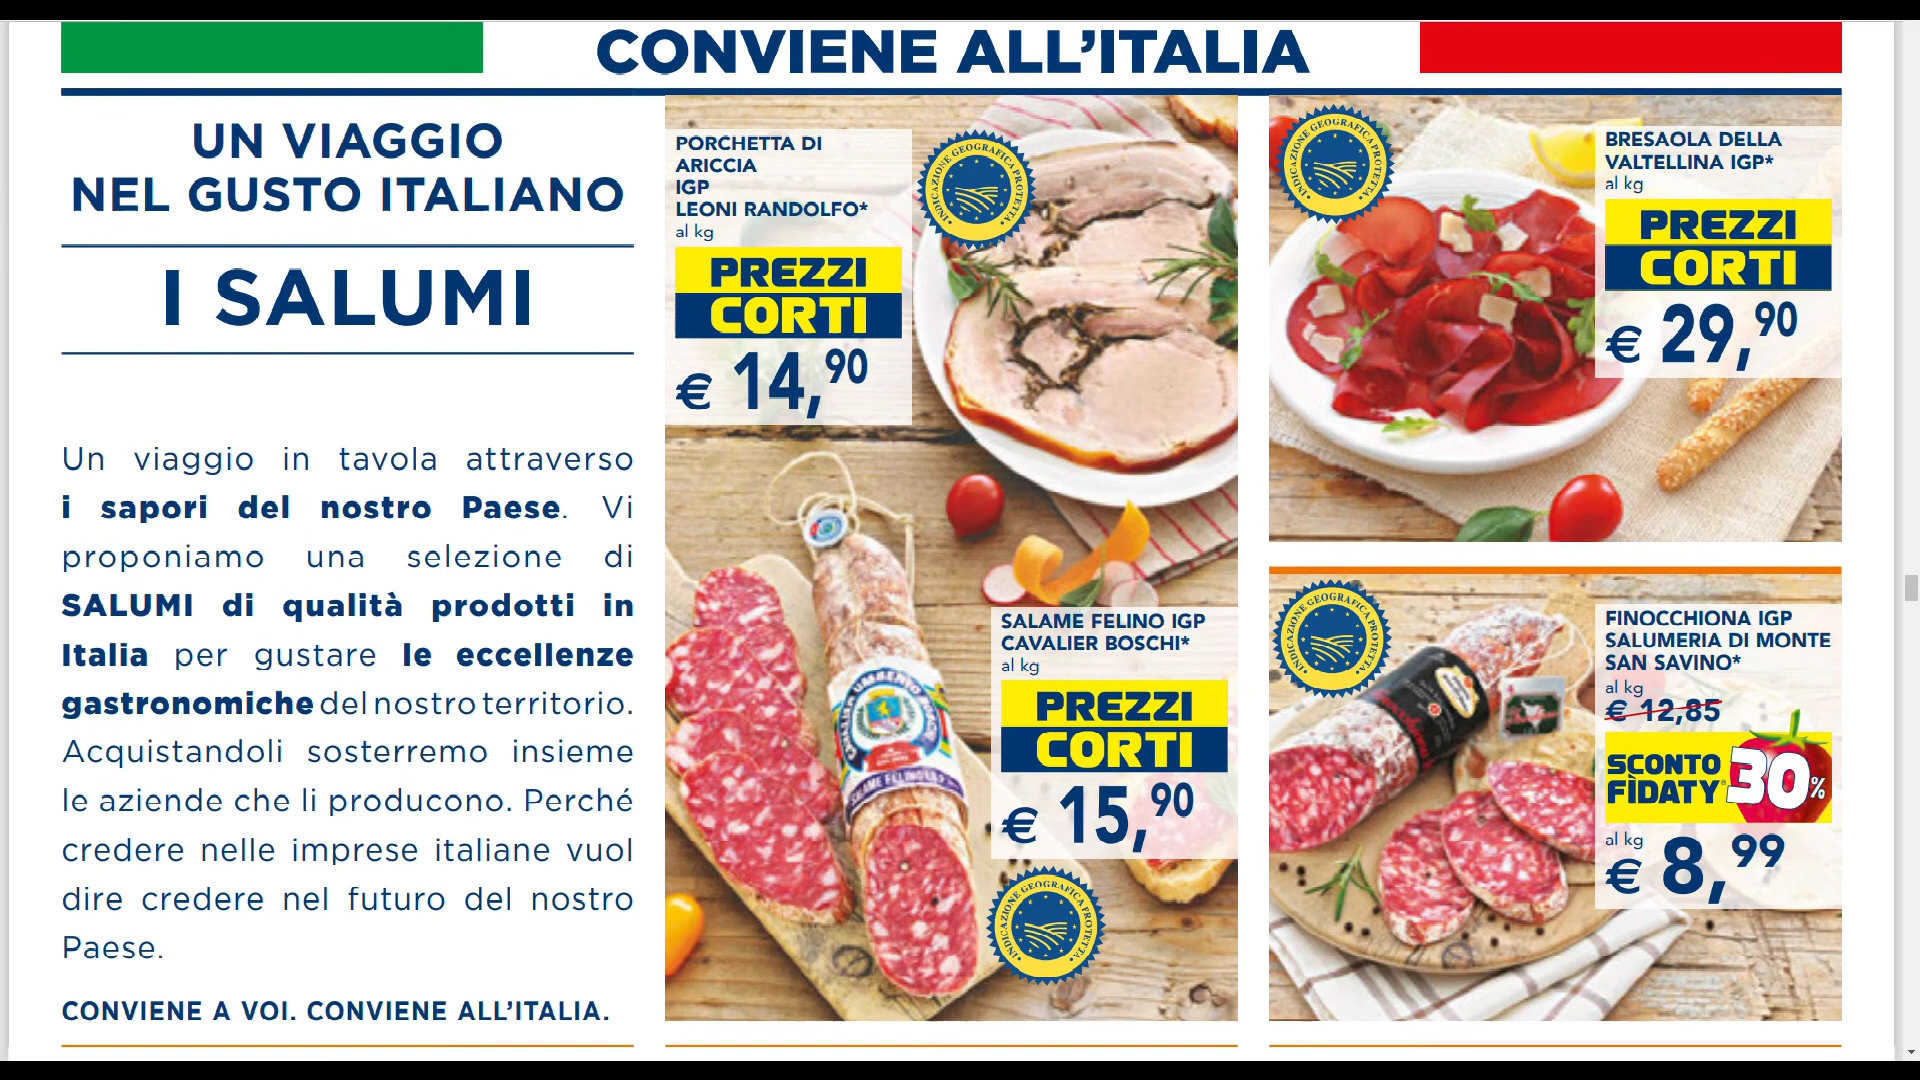 CONVIENE ALL'ITALIA
UN VIAGGIO
NEL GUSTO ITALIANO
I SALUMI
Un viaggio in tavola attraverso
i sapori del nostro Paese. Vi
proponiamo una selezione di
SALUMI di qualità prodotti in
Italia per gustare le eccellenze
gastronomiche del nostro territorio.
Acquistandoli sosterremo insieme
le aziende che li producono. Perché
credere nelle imprese italiane vuol
dire credere nel futuro del nostro
Paese.
CONVIENE A VOI. CONVIENE ALL'ITALIA.
PORCHETTA DI
ARICCIA
IGP
LEONI RANDOLFO*
al kg
PREZZI
CORTI
€ 14,90
INDICAZIONE GEOGRAFICA PROTETTA
SALAME FELINO IGP
CAVALIER BOSCHI*
al kg
PREZZI
CORTI
€ 15,90
INDICAZIONE GEOGRAFICA PROTETTA
INDICAZIONE GEOGRAFICA PROTETTA
BRESAOLA DELLA
VALTELLINA IGP*
al kg
PREZZI
CORTI
€ 29,90
INDICAZIONE GEOGRAFICA PROTETTA
FINOCCHIONA IGP
SALUMERIA DI MONTE
SAN SAVINO*
al kg
€ 12,85
SCONTO
FÌDATY® 30%
al kg
€ 8,99